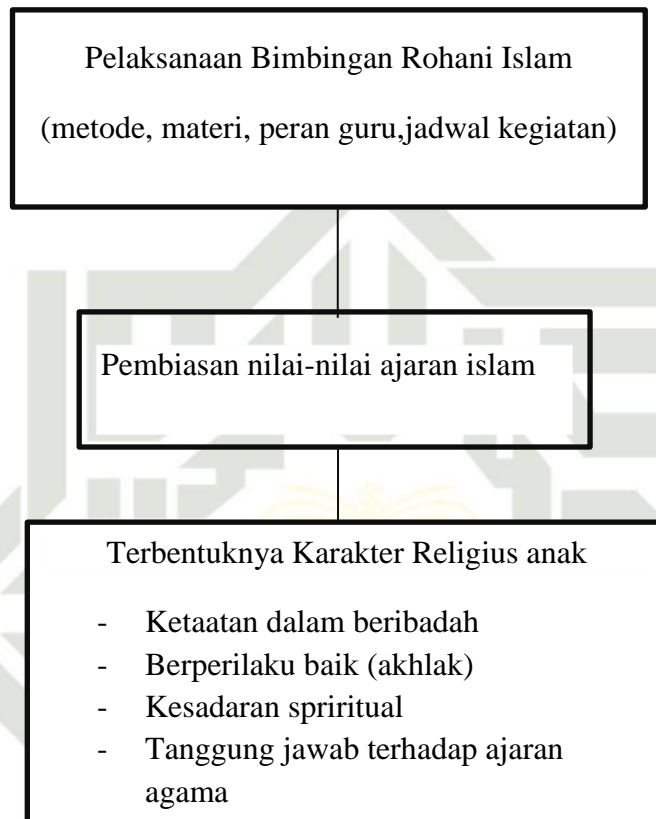 Pelaksanaan Bimbingan Rohani Islam
(metode, materi, peran guru,jadwal kegiatan)
Pembiasan nilai-nilai ajaran islam
Terbentuknya Karakter Religius anak
- Ketaatan dalam beribadah
- Berperilaku baik (akhlak)
- Kesadaran spriritual
- Tanggung jawab terhadap ajaran
agama